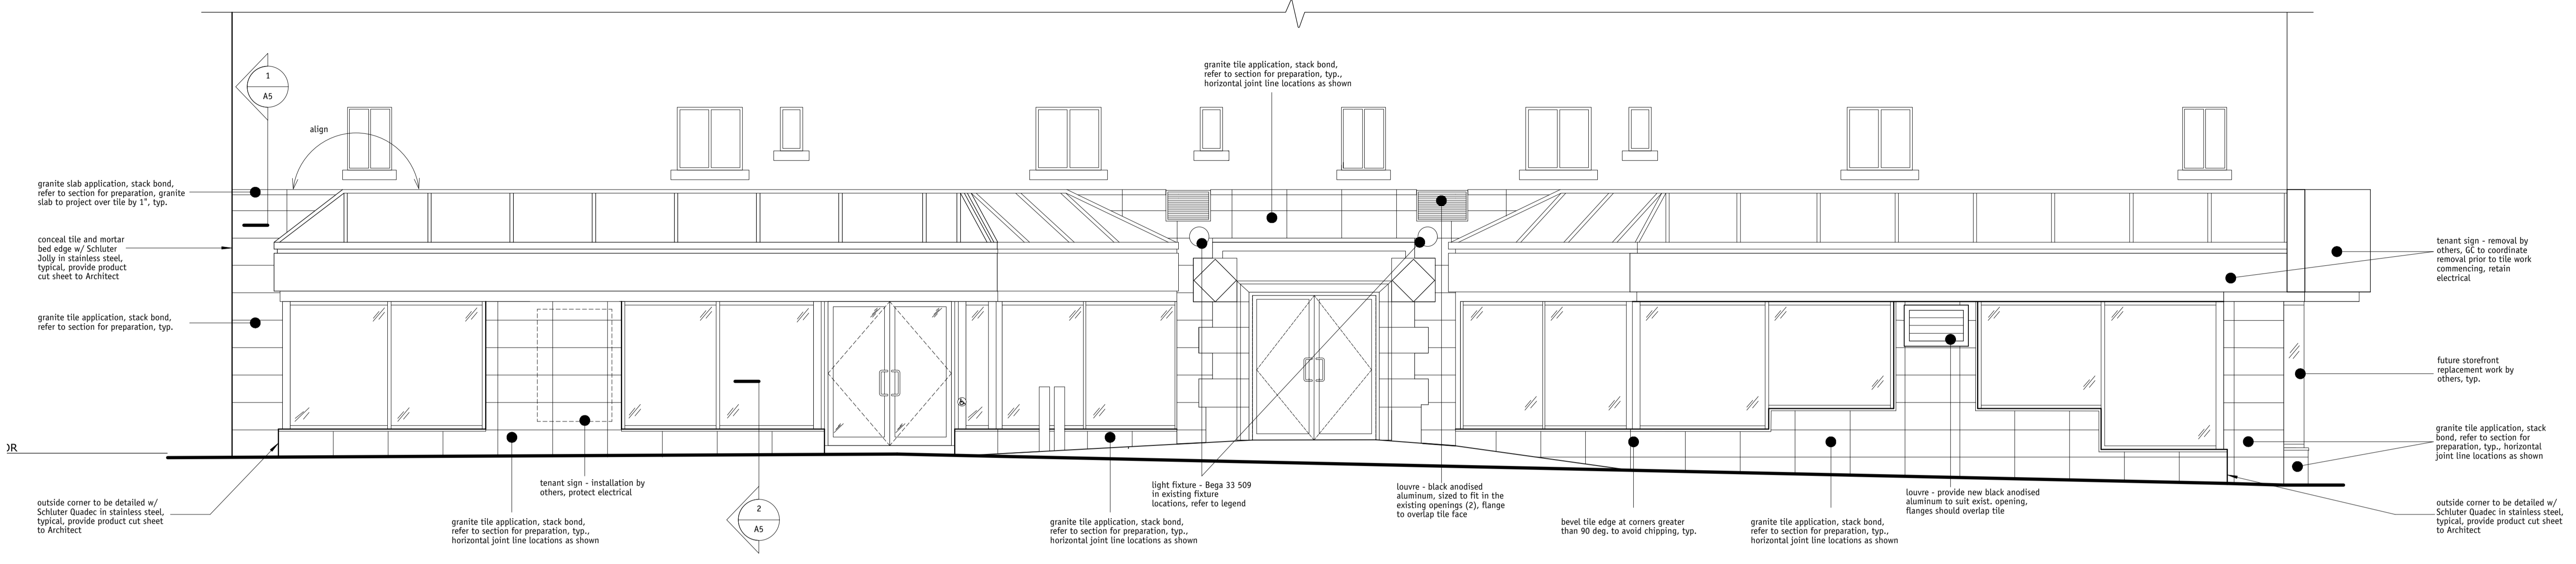 granite tile application, stack bond,
refer to section for preparation, typ.,
horizontal joint line locations as shown
1
A5
align
granite slab application, stack bond,
refer to section for preparation, granite
slab to project over tile by 1", typ.
conceal tile and mortar
bed edge w/ Schluter
Jolly in stainless steel,
typical, provide product
cut sheet to Architect
granite tile application, stack bond,
refer to section for preparation, typ.
OR
outside corner to be detailed w/
Schluter Quadec in stainless steel,
typical, provide product cut sheet
to Architect
granite tile application, stack bond,
refer to section for preparation, typ.,
horizontal joint line locations as shown
tenant sign - installation by
others, protect electrical
2
A5
granite tile application, stack bond,
refer to section for preparation, typ.,
horizontal joint line locations as shown
light fixture - Bega 33 509
in existing fixture
locations, refer to legend
louvre - black anodised
aluminum, sized to fit in the
existing openings (2), flange
to overlap tile face
bevel tile edge at corners greater
than 90 deg. to avoid chipping, typ.
granite tile application, stack bond,
refer to section for preparation, typ.,
horizontal joint line locations as shown
louvre - provide new black anodised
aluminum to suit exist. opening,
flanges should overlap tile
tenant sign - removal by
others, GC to coordinate
removal prior to tile work
commencing, retain
electrical
future storefront
replacement work by
others, typ.
granite tile application, stack
bond, refer to section for
preparation, typ., horizontal
joint line locations as shown
outside corner to be detailed w/
Schluter Quadec in stainless steel,
typical, provide product cut sheet
to Architect